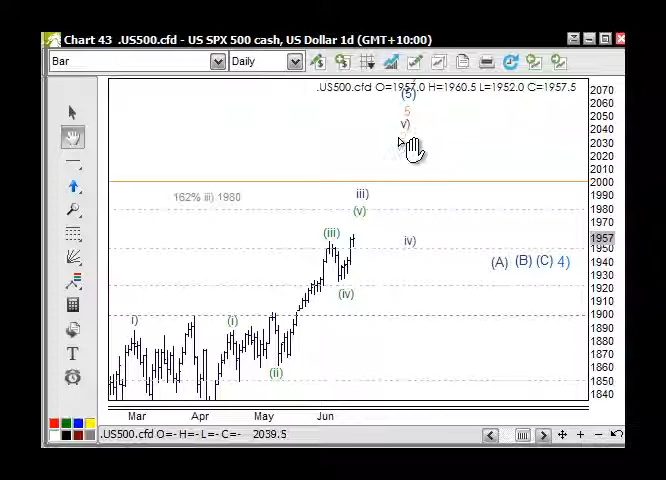 Chart 43 .US500.cfd - US SPX 500 cash, US Dollar 1d (GMT+10:00)
Bar Daily
.US500.cfd O=1957.0 H=1960.5 L=1952.0 C=1957.5
(5)
5
v)
2070
2060
2050
2040
2030
2020
2010
2000
1990
1980
1970
1957
1950
1940
1930
1920
1910
1900
1890
1880
1870
1860
1850
1840
162% iii) 1980
iii)
(v)
(iii)
iv)
(A) (B) (C) 4)
(iv)
i)
(i)
(ii)
Mar Apr May Jun
.US500.cfd O=- H=- L=- C=- 2039.5